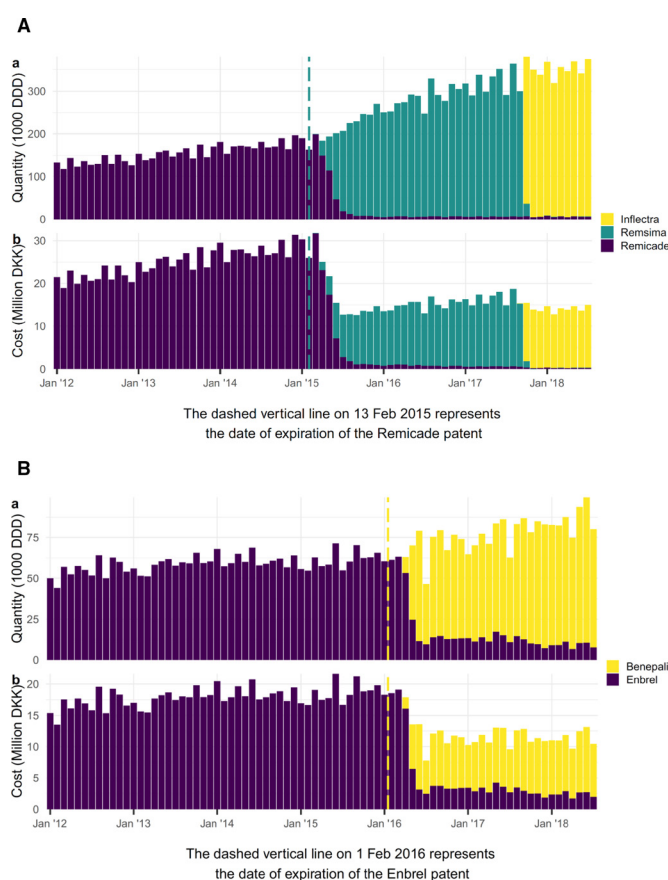 A
a
Quantity (1000 DDD)
300
200
100
0
b
Cost (Million DKK)
30
20
10
0
Jan '12
Jan '13
Jan '14
Jan '15
Jan '16
Jan '17
Jan '18
Inflectra
Remsima
Remicade
The dashed vertical line on 13 Feb 2015 represents
the date of expiration of the Remicade patent
B
a
Quantity (1000 DDD)
75
50
25
0
b
Cost (Million DKK)
20
15
10
5
0
Jan '12
Jan '13
Jan '14
Jan '15
Jan '16
Jan '17
Jan '18
Benepali
Enbrel
The dashed vertical line on 1 Feb 2016 represents
the date of expiration of the Enbrel patent